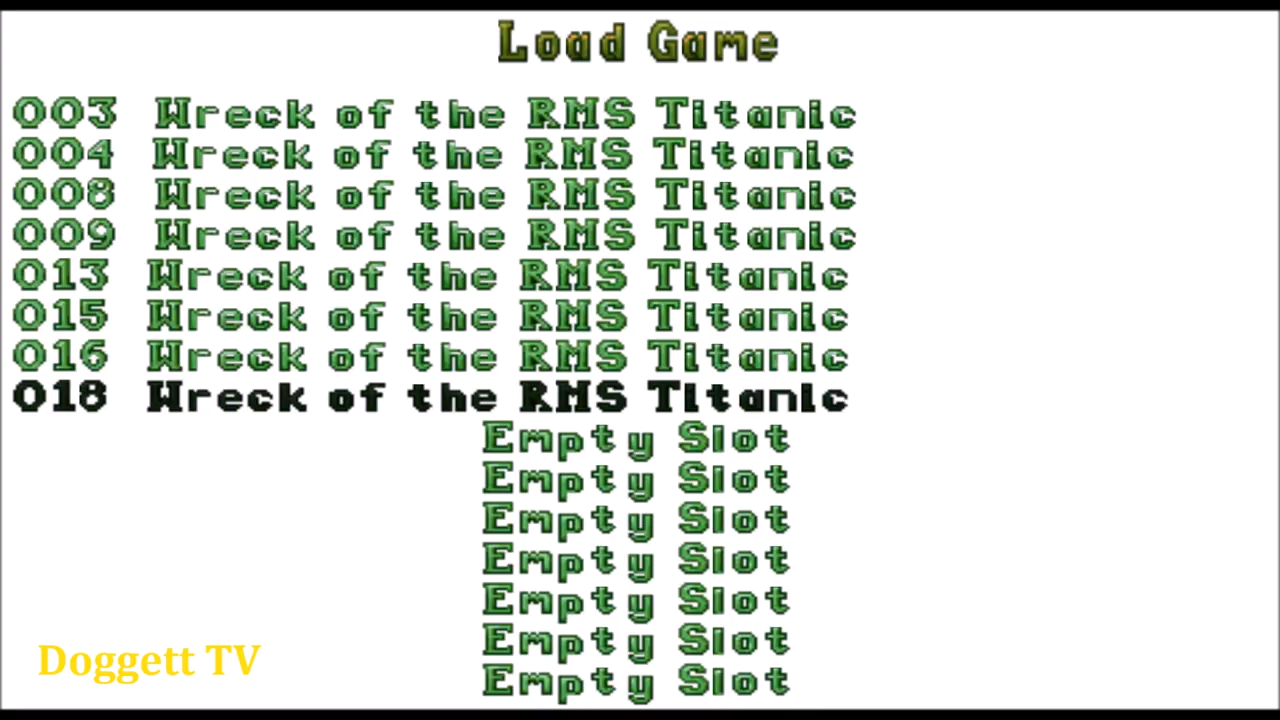 Load Game
003 Wreck of the RMS Titanic
004 Wreck of the RMS Titanic
008 Wreck of the RMS Titanic
009 Wreck of the RMS Titanic
013 Wreck of the RMS Titanic
015 Wreck of the RMS Titanic
016 Wreck of the RMS Titanic
018 Wreck of the RMS Titanic
Empty Slot
Empty Slot
Empty Slot
Empty Slot
Empty Slot
Empty Slot
Empty Slot
Doggett TV